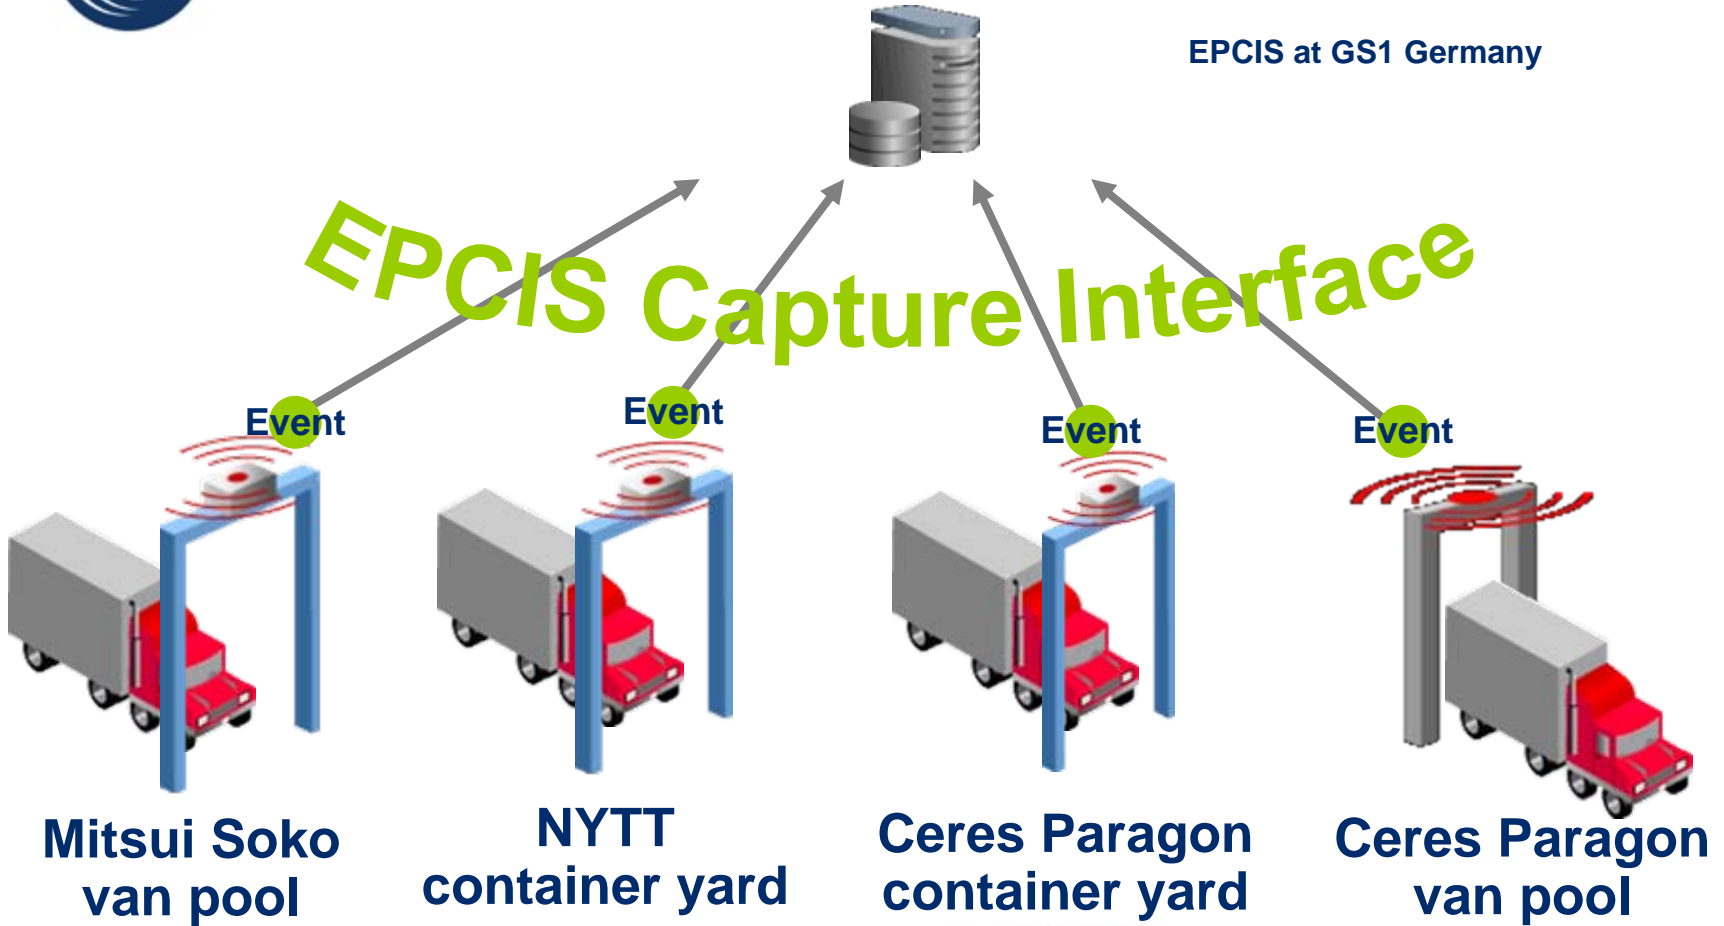 EPCIS at GS1 Germany
EPCIS Capture Interface
Event
Event
Event
Event
Mitsui Soko
van pool
NYTT
container yard
Ceres Paragon
container yard
Ceres Paragon
van pool